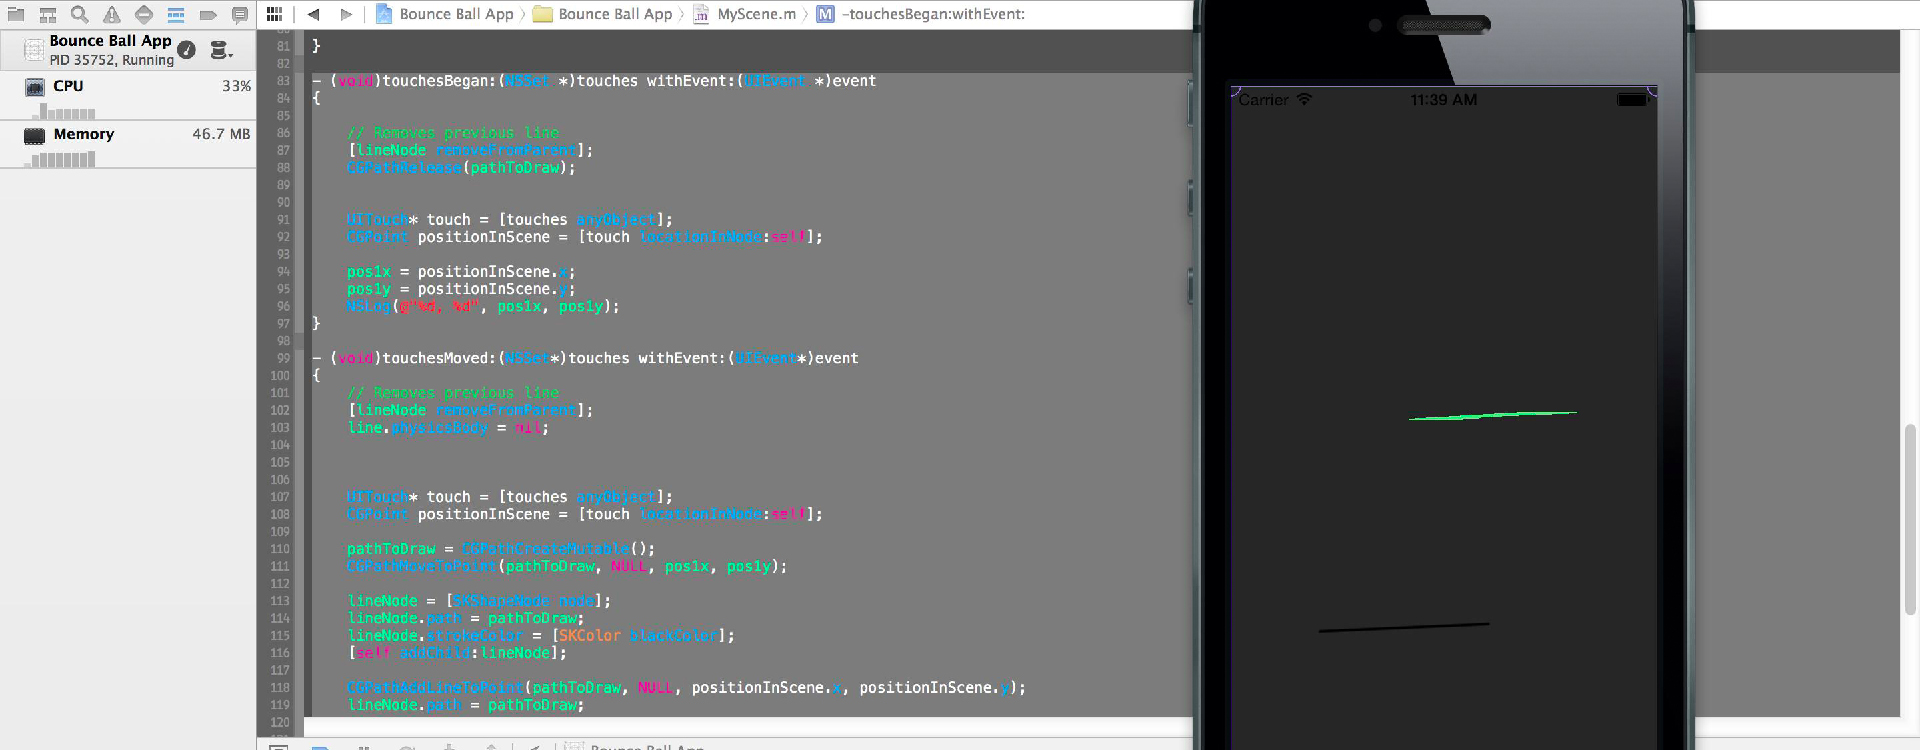 Bounce Ball App Bounce Ball App MyScene.m M -touchesBegan:withEvent:
Bounce Ball App
PID 35752, Running
CPU 33%
Memory 46.7 MB
81 }
82
83 - (void)touchesBegan:(NSSet *)touches withEvent:(UIEvent *)event
84 {
85
86 // Removes previous line
87 [lineNode removeFromParent];
88 CGPathRelease(pathToDraw);
89
90
91 UITouch* touch = [touches anyObject];
92 CGPoint positionInScene = [touch locationInNode:self];
93
94 pos1x = positionInScene.x;
95 pos1y = positionInScene.y;
96 NSLog(@"%d, %d", pos1x, pos1y);
97 }
98
99 - (void)touchesMoved:(NSSet*)touches withEvent:(UIEvent*)event
100 {
101 // Removes previous line
102 [lineNode removeFromParent];
103 line.physicsBody = nil;
104
105
106
107 UITouch* touch = [touches anyObject];
108 CGPoint positionInScene = [touch locationInNode:self];
109
110 pathToDraw = CGPathCreateMutable();
111 CGPathMoveToPoint(pathToDraw, NULL, pos1x, pos1y);
112
113 lineNode = [SKShapeNode node];
114 lineNode.path = pathToDraw;
115 lineNode.strokeColor = [SKColor blackColor];
116 [self addChild:lineNode];
117
118 CGPathAddLineToPoint(pathToDraw, NULL, positionInScene.x, positionInScene.y);
119 lineNode.path = pathToDraw;
120
Bounce Ball App
Carrier 11:39 AM